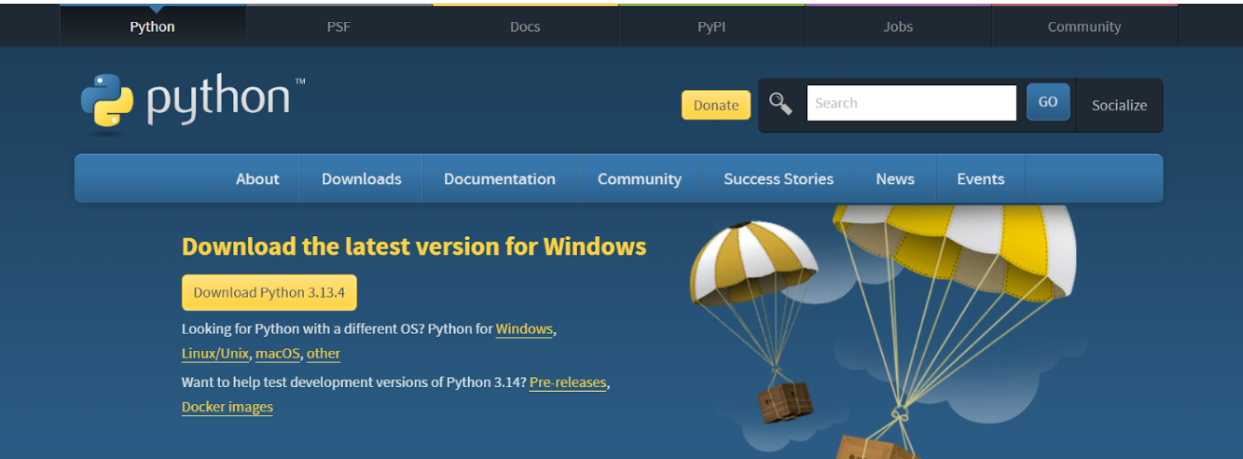 Python PSF Docs PyPI Jobs Community
python™
Donate Search GO Socialize
About Downloads Documentation Community Success Stories News Events
Download the latest version for Windows
Download Python 3.13.4
Looking for Python with a different OS? Python for Windows,
Linux/Unix, macOS, other
Want to help test development versions of Python 3.14? Pre-releases,
Docker images